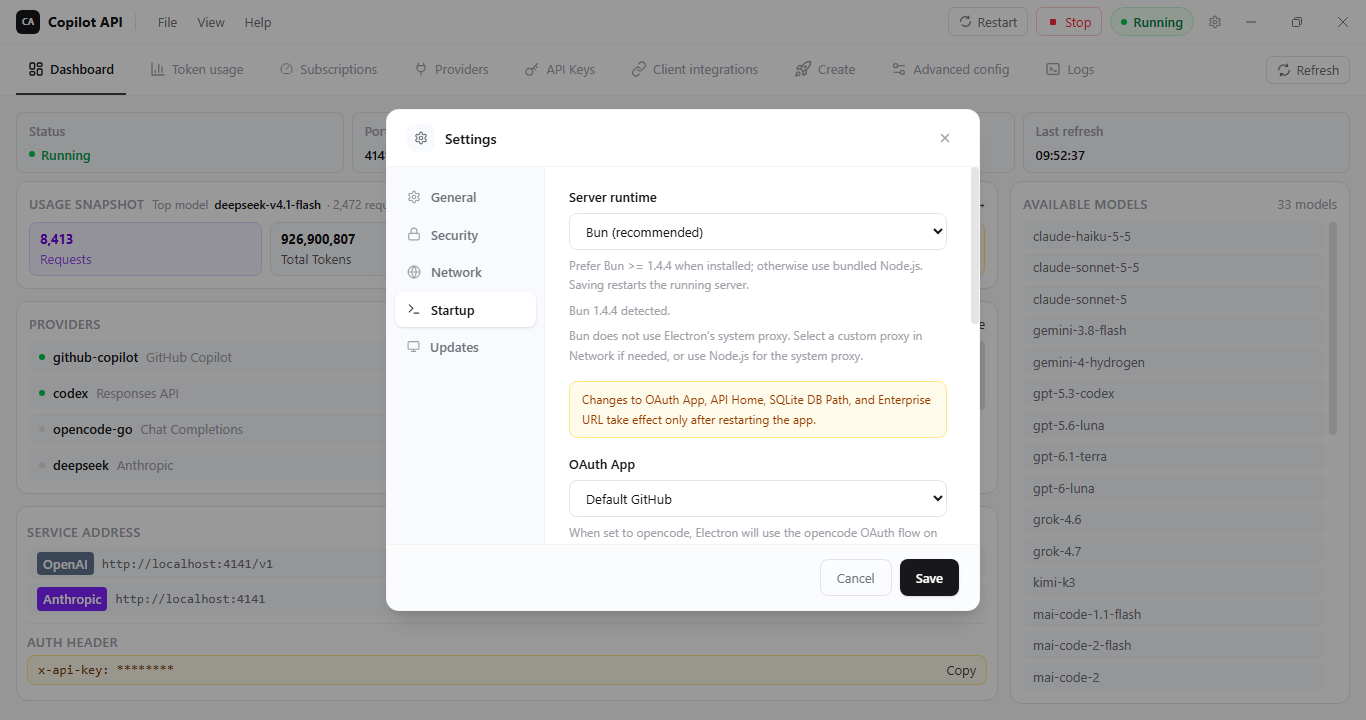 CA Copilot API File View Help Restart Stop Running
Dashboard Token usage Subscriptions Providers API Keys Client integrations Create Advanced config Logs Refresh
Status
Running
Last refresh
09:52:37
USAGE SNAPSHOT Top model deepseek-v4.1-flash · 2,472
8,413
Requests
926,900,807
Total Tokens
PROVIDERS
github-copilot GitHub Copilot
codex Responses API
opencode-go Chat Completions
deepseek Anthropic
SERVICE ADDRESS
OpenAI http://localhost:4141/v1
Anthropic http://localhost:4141
AUTH HEADER
x-api-key: ******** Copy
AVAILABLE MODELS 33 models
claude-haiku-5-5
claude-sonnet-5-5
claude-sonnet-5
gemini-3.8-flash
gemini-4-hydrogen
gpt-5.3-codex
gpt-5.6-luna
gpt-6.1-terra
gpt-6-luna
grok-4.6
grok-4.7
kimi-k3
mai-code-1.1-flash
mai-code-2-flash
mai-code-2
Settings
General
Security
Network
Startup
Updates
Server runtime
Bun (recommended)
Prefer Bun >= 1.4.4 when installed; otherwise use bundled Node.js.
Saving restarts the running server.
Bun 1.4.4 detected.
Bun does not use Electron's system proxy. Select a custom proxy in
Network if needed, or use Node.js for the system proxy.
Changes to OAuth App, API Home, SQLite DB Path, and Enterprise
URL take effect only after restarting the app.
OAuth App
Default GitHub
When set to opencode, Electron will use the opencode OAuth flow on
Cancel Save